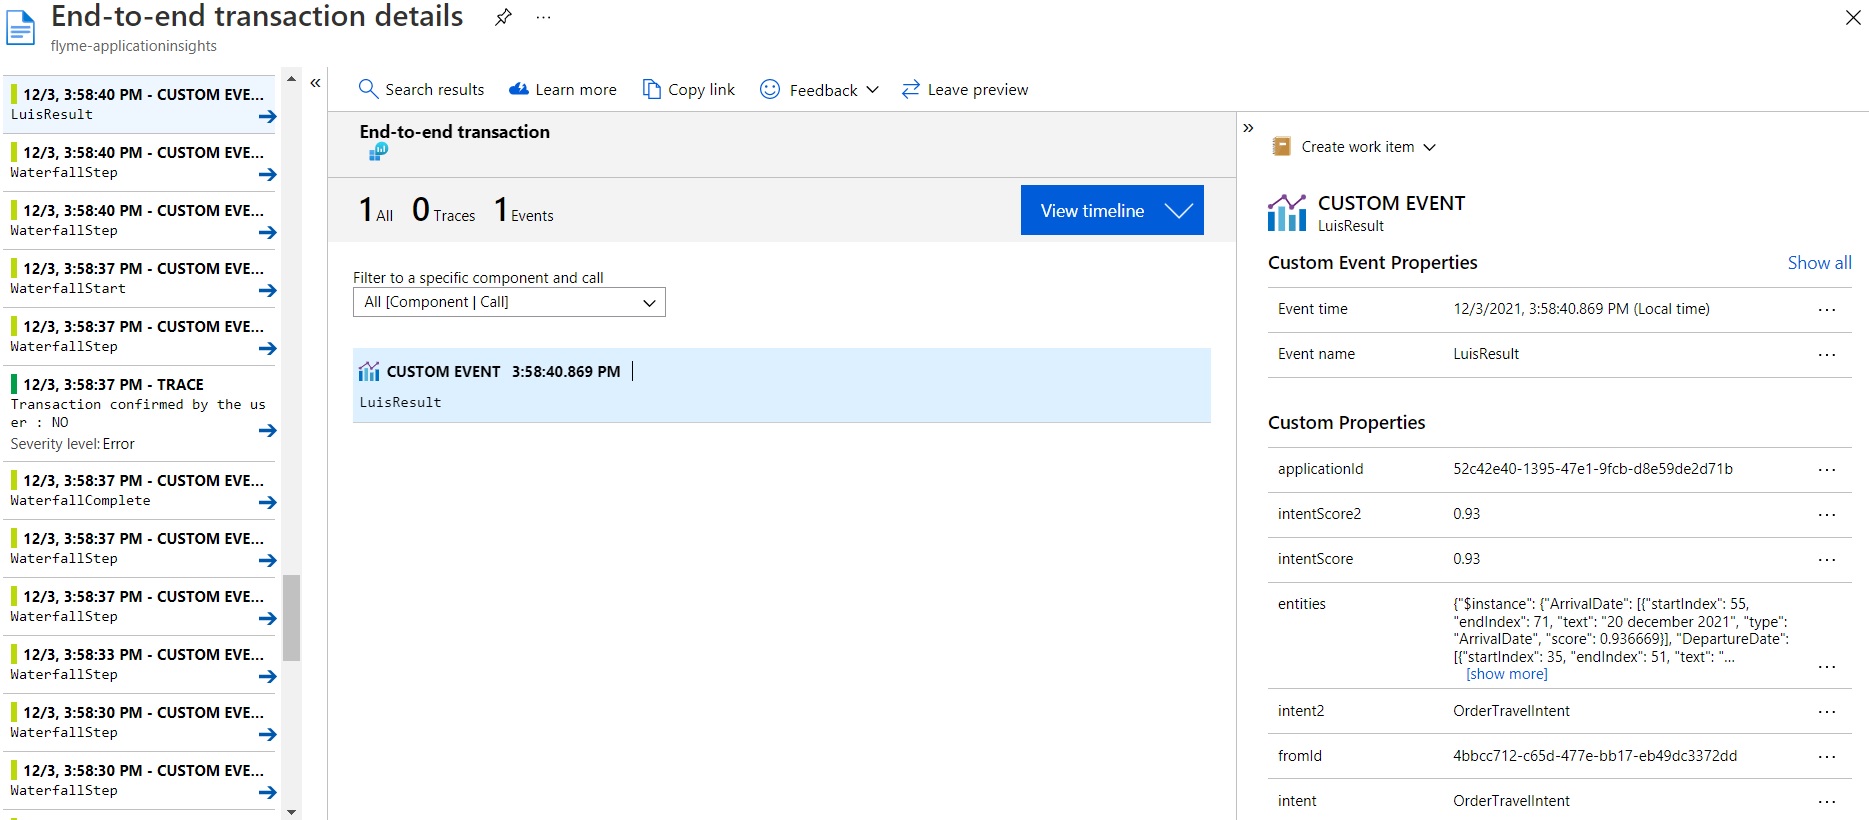 End-to-end transaction details
flyme-applicationinsights
12/3, 3:58:40 PM - CUSTOM EVE...
LuisResult
12/3, 3:58:40 PM - CUSTOM EVE...
WaterfallStep
12/3, 3:58:40 PM - CUSTOM EVE...
WaterfallStep
12/3, 3:58:37 PM - CUSTOM EVE...
WaterfallStart
12/3, 3:58:37 PM - CUSTOM EVE...
WaterfallStep
12/3, 3:58:37 PM - TRACE
Transaction confirmed by the us
er : NO
Severity level: Error
12/3, 3:58:37 PM - CUSTOM EVE...
WaterfallComplete
12/3, 3:58:37 PM - CUSTOM EVE...
WaterfallStep
12/3, 3:58:37 PM - CUSTOM EVE...
WaterfallStep
12/3, 3:58:33 PM - CUSTOM EVE...
WaterfallStep
12/3, 3:58:30 PM - CUSTOM EVE...
WaterfallStep
12/3, 3:58:30 PM - CUSTOM EVE...
WaterfallStep
Search results Learn more Copy link Feedback Leave preview
End-to-end transaction
1 All 0 Traces 1 Events
View timeline
Filter to a specific component and call
All [Component | Call]
CUSTOM EVENT 3:58:40.869 PM
LuisResult
Create work item
CUSTOM EVENT
LuisResult
Custom Event Properties Show all
Event time 12/3/2021, 3:58:40.869 PM (Local time) ...
Event name LuisResult ...
Custom Properties
applicationId 52c42e40-1395-47e1-9fcb-d8e59de2d71b ...
intentScore2 0.93 ...
intentScore 0.93 ...
entities {"$instance": {"ArrivalDate": [{"startIndex": 55,
"endIndex": 71, "text": "20 december 2021", "type":
"ArrivalDate", "score": 0.936669}], "DepartureDate":
[{"startIndex": 35, "endIndex": 51, "text": "... ...
[show more]
intent2 OrderTravelIntent ...
fromId 4bbcc712-c65d-477e-bb17-eb49dc3372dd ...
intent OrderTravelIntent ...